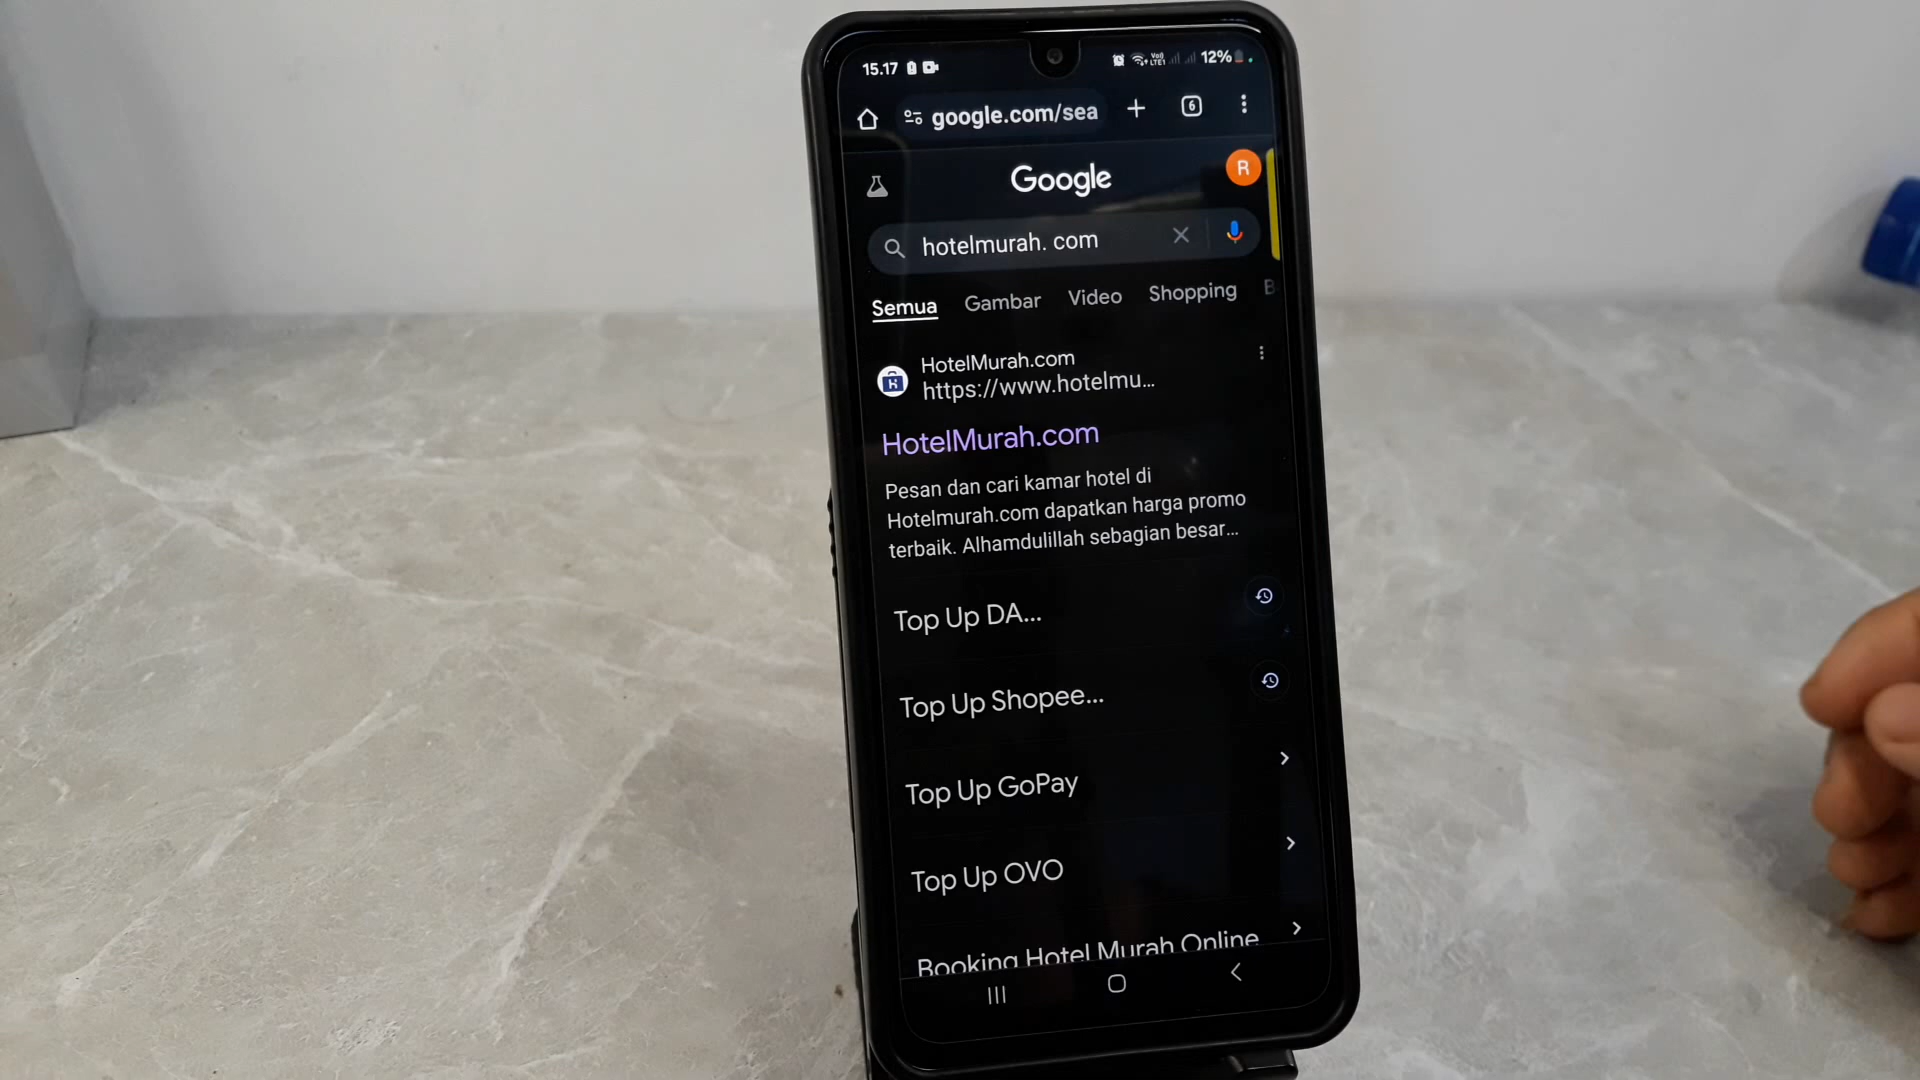 15.17
Vo) LTE1 12%
google.com/sea
6
Google
R
hotelmurah. com
Semua Gambar Video Shopping B
HotelMurah.com
https://www.hotelmu...
HotelMurah.com
Pesan dan cari kamar hotel di
Hotelmurah.com dapatkan harga promo
terbaik. Alhamdulillah sebagian besar...
Top Up DA...
Top Up Shopee...
Top Up GoPay
Top Up OVO
Booking Hotel Murah Online